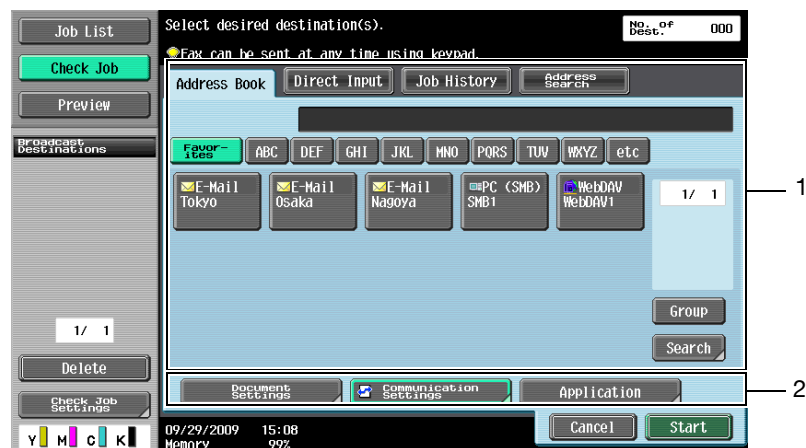 Job List
Check Job
Preview
Broadcast
Destinations
1/ 1
Delete
Check Job
Settings
Y M C K
Select desired destination(s).
No. of
Dest. 000
Fax can be sent at any time using keypad.
Address Book Direct Input Job History Address
Search
Favor-
ites ABC DEF GHI JKL MNO PQRS TUV WXYZ etc
E-Mail
Tokyo
E-Mail
Osaka
E-Mail
Nagoya
PC (SMB)
SMB1
WebDAV
WebDAV1
1/ 1
Group
Search
Document
Settings
Communication
Settings
Application
09/29/2009 15:08
Memory 99%
Cancel Start
1
2